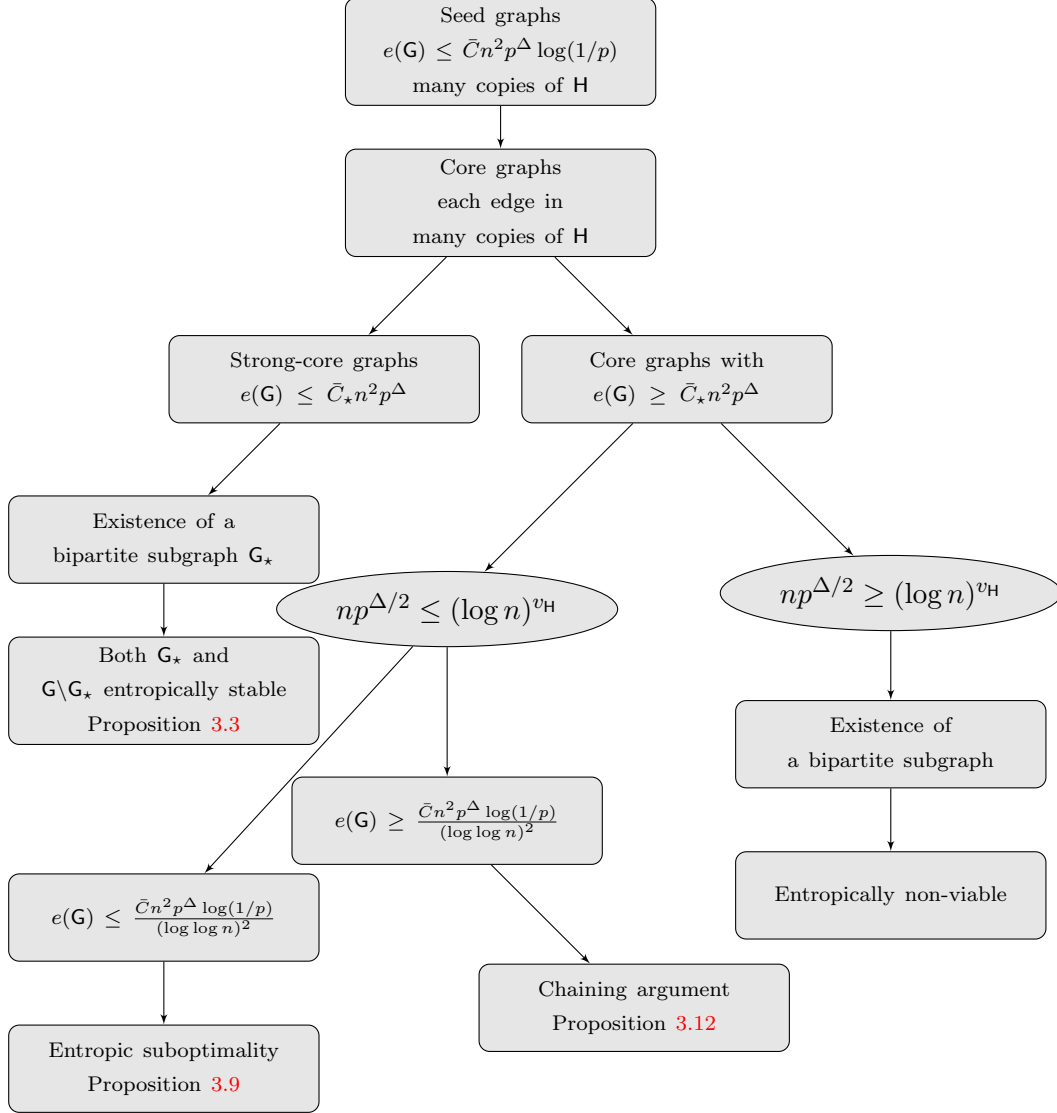 Seed graphs
e(G) ≤ C̄n²p^Δ log(1/p)
many copies of H
Core graphs
each edge in
many copies of H
Strong-core graphs
e(G) ≤ C̄⋆n²p^Δ
Core graphs with
e(G) ≥ C̄⋆n²p^Δ
Existence of a
bipartite subgraph G⋆
Both G⋆ and
G\G⋆ entropically stable
Proposition 3.3
np^{Δ/2} ≤ (log n)^{v_H}
np^{Δ/2} ≥ (log n)^{v_H}
Existence of
a bipartite subgraph
e(G) ≥ C̄n²p^Δ log(1/p) / (log log n)²
Entropically non-viable
e(G) ≤ C̄n²p^Δ log(1/p) / (log log n)²
Chaining argument
Proposition 3.12
Entropic suboptimality
Proposition 3.9